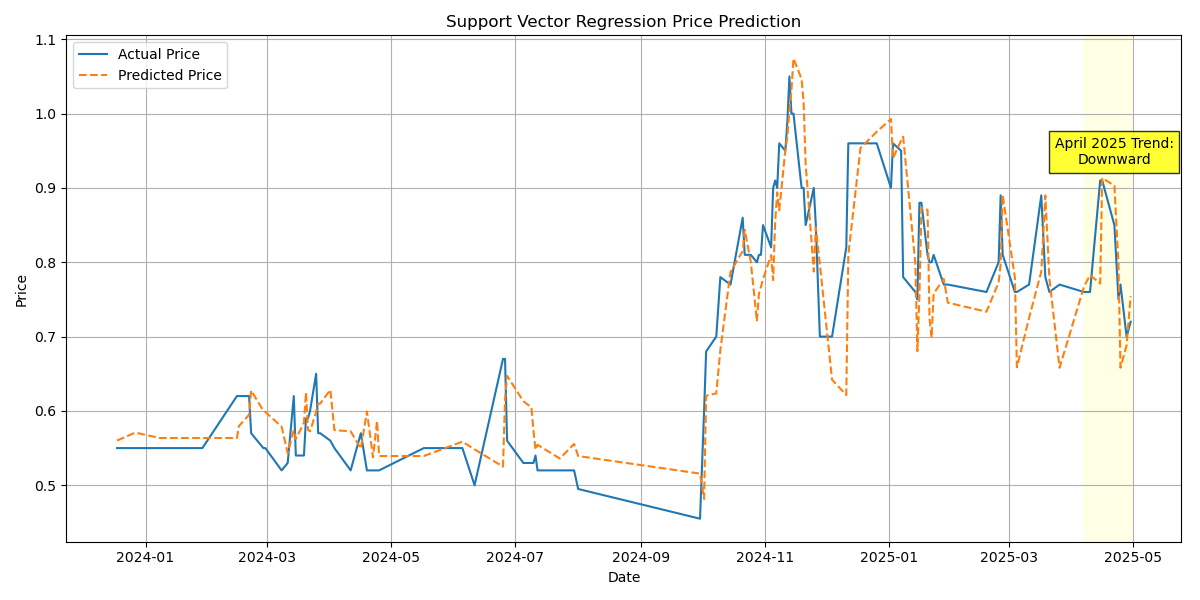 Support Vector Regression Price Prediction
Actual Price
Predicted Price
April 2025 Trend:
Downward
Price
1.1
1.0
0.9
0.8
0.7
0.6
0.5
2024-01 2024-03 2024-05 2024-07 2024-09 2024-11 2025-01 2025-03 2025-05
Date